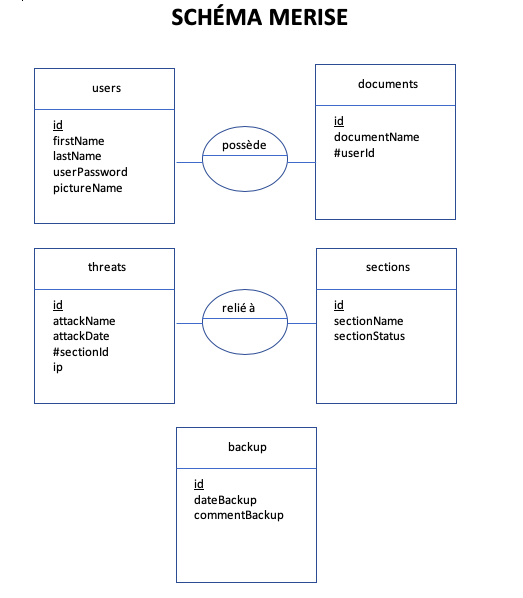 SCHÉMA MERISE
users
id
firstName
lastName
userPassword
pictureName
possède
documents
id
documentName
#userId
threats
id
attackName
attackDate
#sectionId
ip
relié à
sections
id
sectionName
sectionStatus
backup
id
dateBackup
commentBackup